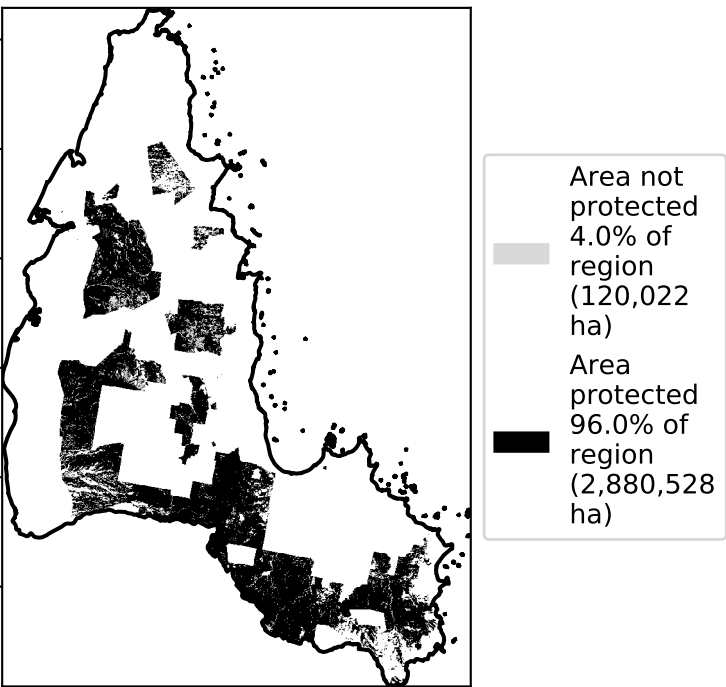 Area not
protected
4.0% of
region
(120,022
ha)
Area
protected
96.0% of
region
(2,880,528
ha)